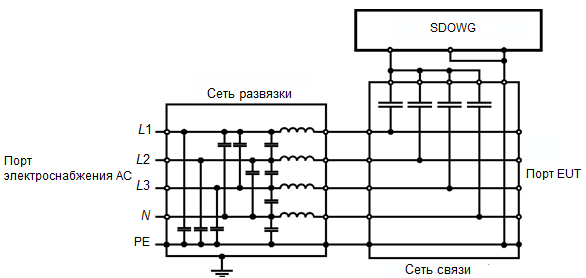 SDOWG
Сеть развязки
L1
L2
L3
N
PE
Порт
электроснабжения AC
Порт EUT
Сеть связи